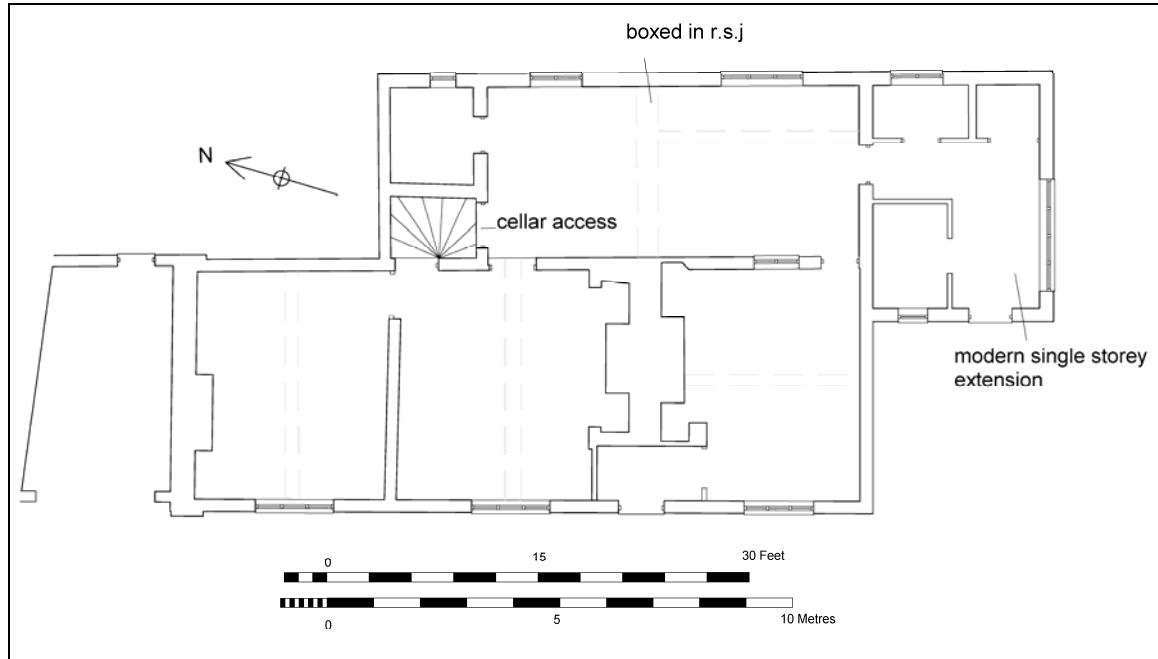 boxed in r.s.j
N
cellar access
modern single storey
extension
0
15
30 Feet
0
5
10 Metres